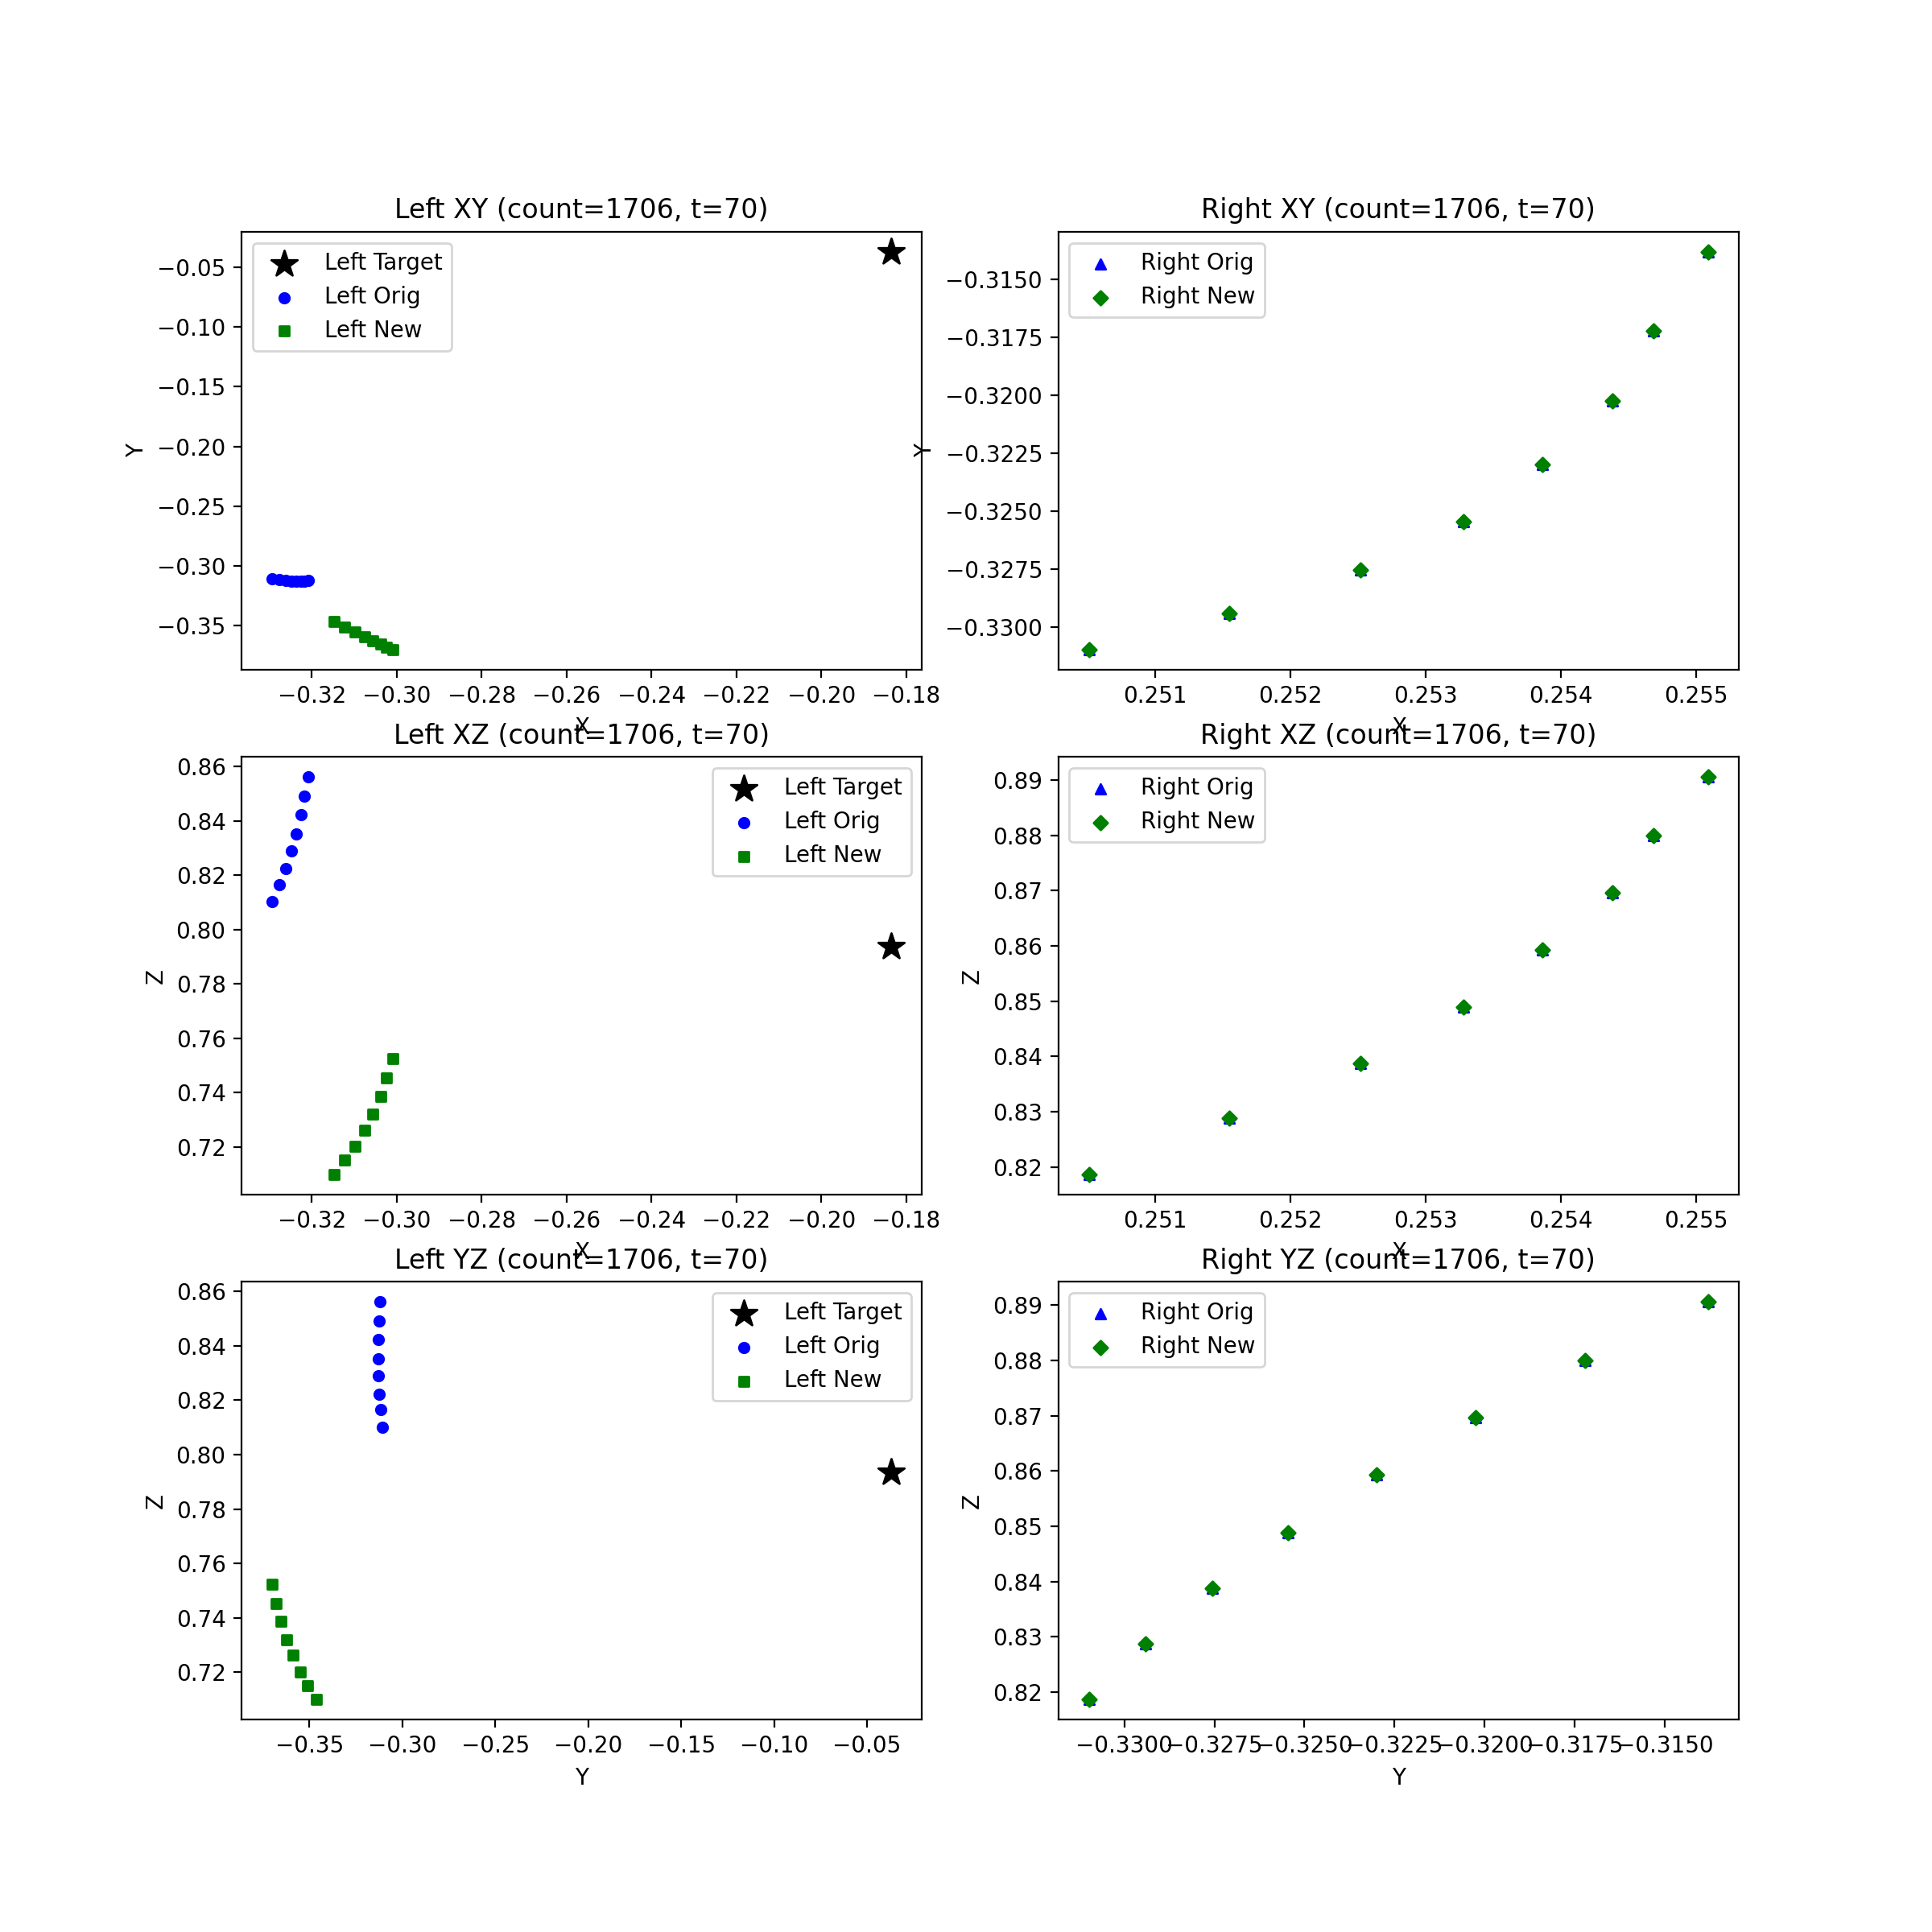 Left XY (count=1706, t=70)
Left Target
Left Orig
Left New
−0.05
−0.10
−0.15
−0.20
−0.25
−0.30
−0.35
Y
−0.32
−0.30
−0.28
−0.26
−0.24
−0.22
−0.20
−0.18
X
Right XY (count=1706, t=70)
Right Orig
Right New
−0.3150
−0.3175
−0.3200
−0.3225
−0.3250
−0.3275
−0.3300
Y
0.251
0.252
0.253
0.254
0.255
X
Left XZ (count=1706, t=70)
Left Target
Left Orig
Left New
0.86
0.84
0.82
0.80
0.78
0.76
0.74
0.72
Z
−0.32
−0.30
−0.28
−0.26
−0.24
−0.22
−0.20
−0.18
X
Right XZ (count=1706, t=70)
Right Orig
Right New
0.89
0.88
0.87
0.86
0.85
0.84
0.83
0.82
Z
0.251
0.252
0.253
0.254
0.255
X
Left YZ (count=1706, t=70)
Left Target
Left Orig
Left New
0.86
0.84
0.82
0.80
0.78
0.76
0.74
0.72
Z
−0.35
−0.30
−0.25
−0.20
−0.15
−0.10
−0.05
Y
Right YZ (count=1706, t=70)
Right Orig
Right New
0.89
0.88
0.87
0.86
0.85
0.84
0.83
0.82
Z
−0.3300
−0.3275
−0.3250
−0.3225
−0.3200
−0.3175
−0.3150
Y